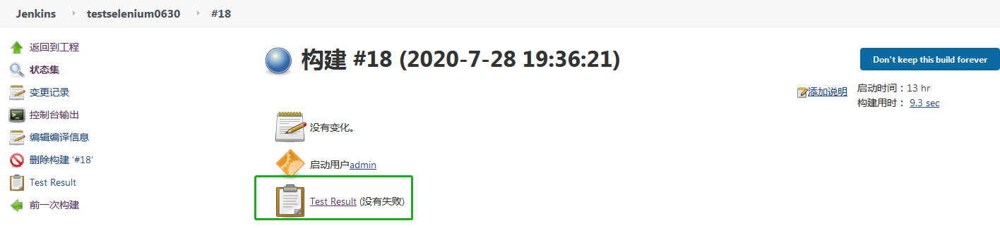 Jenkins testselenium0630 #18
返回到工程
状态集
变更记录
控制台输出
编辑编译信息
删除构建 ‘#18’
Test Result
前一次构建
构建 #18 (2020-7-28 19:36:21)
Don't keep this build forever
添加说明
启动时间：13 hr
构建用时： 9.3 sec
没有变化。
启动用户admin
Test Result (没有失败)